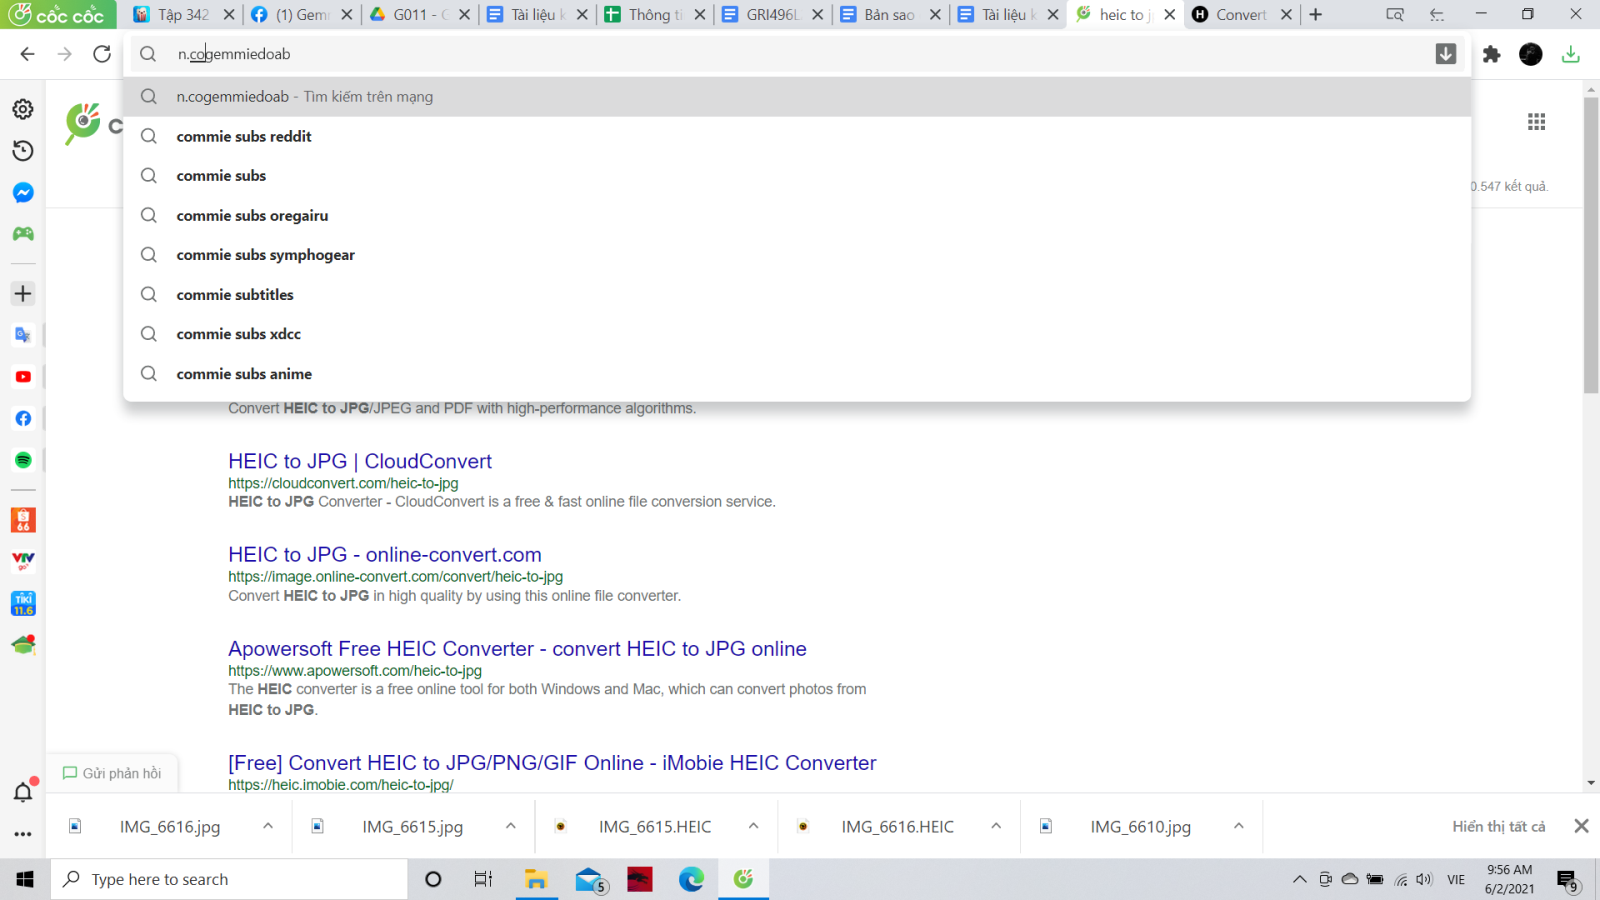 cốc cốc
Tập 342
(1) Gem
G011 - G
Tài liệu k
Thông ti
GRI496L
Bản sao
Tài liệu k
heic to j
Convert
n.cogemmiedoab
n.cogemmiedoab - Tìm kiếm trên mạng
commie subs reddit
commie subs
commie subs oregairu
commie subs symphogear
commie subtitles
commie subs xdcc
commie subs anime
C
0.547 kết quả.
Convert HEIC to JPG/JPEG and PDF with high-performance algorithms.
HEIC to JPG | CloudConvert
https://cloudconvert.com/heic-to-jpg
HEIC to JPG Converter - CloudConvert is a free & fast online file conversion service.
HEIC to JPG - online-convert.com
https://image.online-convert.com/convert/heic-to-jpg
Convert HEIC to JPG in high quality by using this online file converter.
Apowersoft Free HEIC Converter - convert HEIC to JPG online
https://www.apowersoft.com/heic-to-jpg
The HEIC converter is a free online tool for both Windows and Mac, which can convert photos from
HEIC to JPG.
[Free] Convert HEIC to JPG/PNG/GIF Online - iMobie HEIC Converter
https://heic.imobie.com/heic-to-jpg/
66
VTV
go
TIKI
11.6
Gửi phản hồi
IMG_6616.jpg
IMG_6615.jpg
IMG_6615.HEIC
IMG_6616.HEIC
IMG_6610.jpg
Hiển thị tất cả
Type here to search
5
VIE
9:56 AM
6/2/2021
9